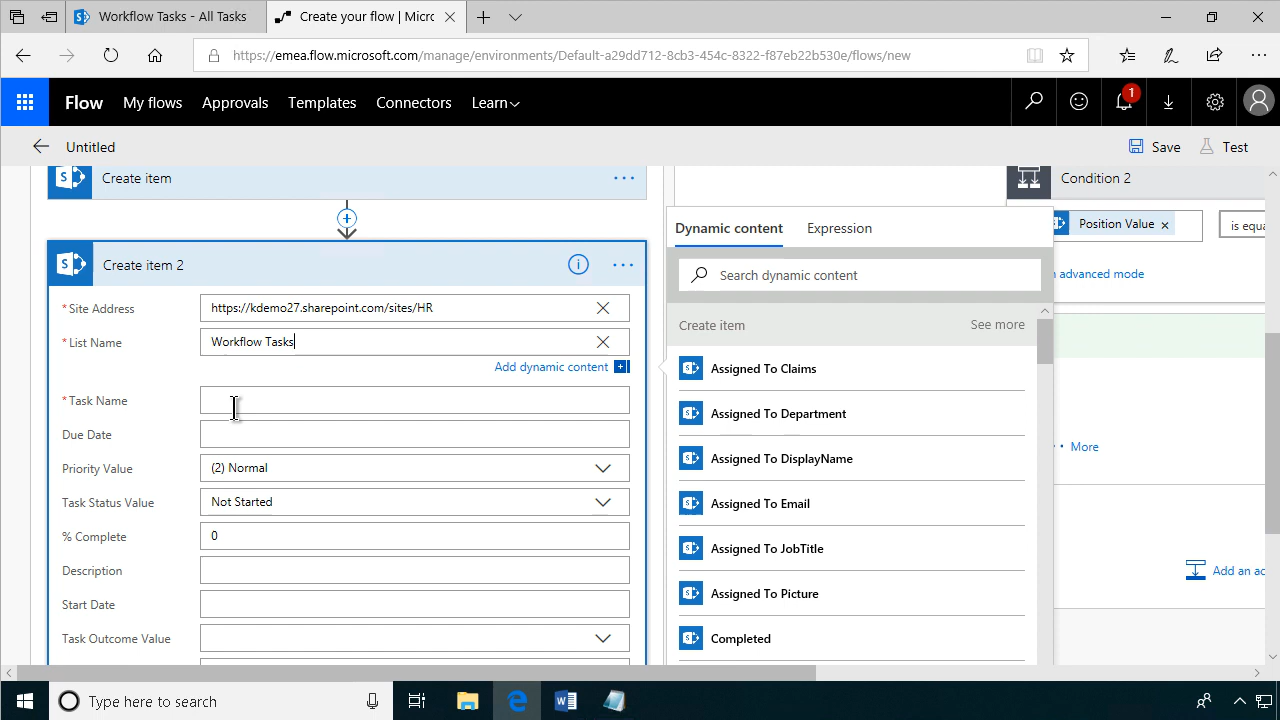 Workflow Tasks - All Tasks
Create your flow | Micro
https://emea.flow.microsoft.com/manage/environments/Default-a29dd712-8cb3-454c-8322-f87eb22b530e/flows/new
Flow My flows Approvals Templates Connectors Learn 1
Untitled Save Test
Create item
Condition 2
Dynamic content Expression
Position Value is equa
Create item 2
Search dynamic content
n advanced mode
* Site Address https://kdemo27.sharepoint.com/sites/HR
Create item See more
* List Name Workflow Tasks
Add dynamic content
Assigned To Claims
* Task Name
Assigned To Department
Due Date
More
Priority Value (2) Normal
Assigned To DisplayName
Task Status Value Not Started
Assigned To Email
% Complete 0
Assigned To JobTitle
Description
Add an ac
Start Date
Assigned To Picture
Task Outcome Value
Completed
Type here to search